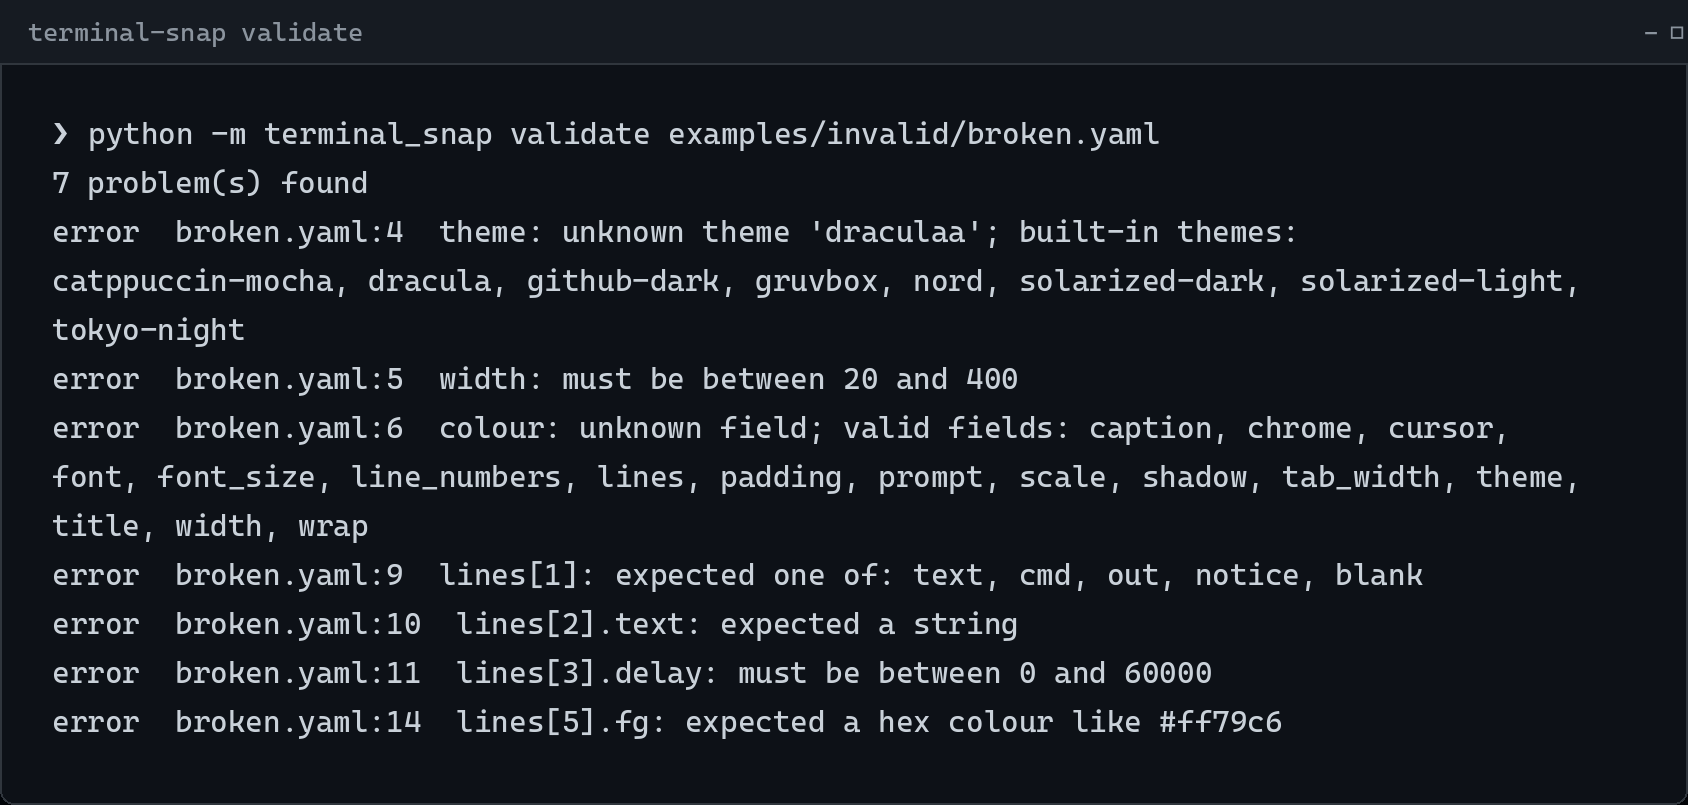 terminal-snap validate
❯ python -m terminal_snap validate examples/invalid/broken.yaml
7 problem(s) found
error  broken.yaml:4  theme: unknown theme 'draculaa'; built-in themes:
catppuccin-mocha, dracula, github-dark, gruvbox, nord, solarized-dark, solarized-light,
tokyo-night
error  broken.yaml:5  width: must be between 20 and 400
error  broken.yaml:6  colour: unknown field; valid fields: caption, chrome, cursor,
font, font_size, line_numbers, lines, padding, prompt, scale, shadow, tab_width, theme,
title, width, wrap
error  broken.yaml:9  lines[1]: expected one of: text, cmd, out, notice, blank
error  broken.yaml:10  lines[2].text: expected a string
error  broken.yaml:11  lines[3].delay: must be between 0 and 60000
error  broken.yaml:14  lines[5].fg: expected a hex colour like #ff79c6